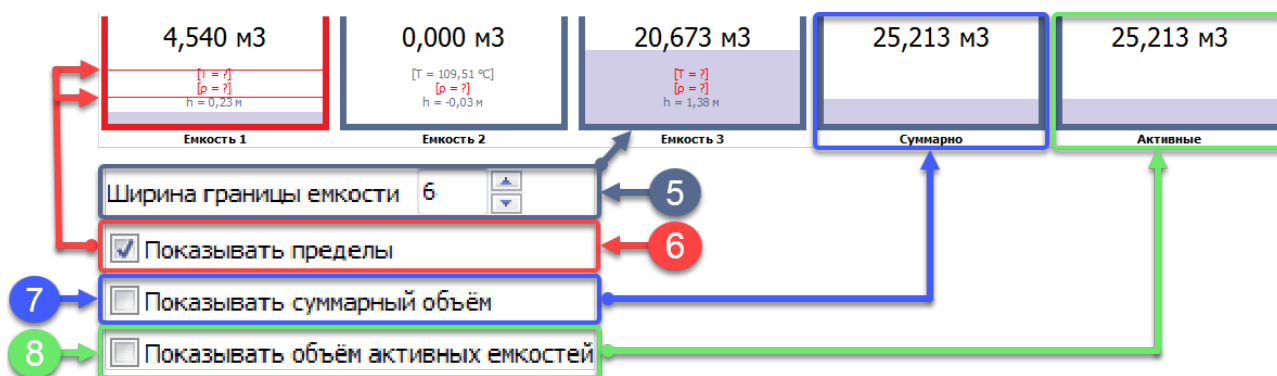 4,540 м3
0,000 м3
20,673 м3
25,213 м3
25,213 м3
[T = ?]
[ρ = ?]
h = 0,23 м
[T = 109,51 °C]
[ρ = ?]
h = -0,03 м
[T = ?]
[ρ = ?]
h = 1,38 м
Емкость 1
Емкость 2
Емкость 3
Суммарно
Активные
Ширина границы емкости 6
5
Показывать пределы
6
7
Показывать суммарный объём
8
Показывать объём активных емкостей